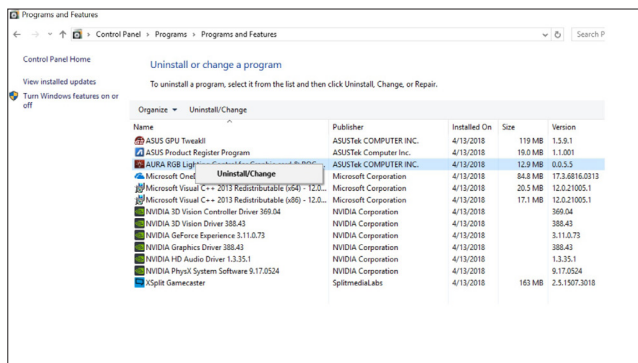 Programs and Features
Control Panel > Programs > Programs and Features
Search P
Control Panel Home
View installed updates
Turn Windows features on or
off
Uninstall or change a program
To uninstall a program, select it from the list and then click Uninstall, Change, or Repair.
Organize Uninstall/Change
Name Publisher Installed On Size Version
ASUS GPU TweakII ASUSTek COMPUTER INC. 4/13/2018 119 MB 1.5.9.1
ASUS Product Register Program ASUSTek Computer Inc. 4/13/2018 19.0 MB 1.1.001
AURA RGB Lighting Control for Graphic card & ROG ASUSTek COMPUTER INC. 4/13/2018 12.9 MB 0.0.5.5
Microsoft Microsoft Corporation 4/13/2018 84.8 MB 17.3.6816.0313
Uninstall/Change
Microsoft Visual C++ 2013 Redistributable (x64) - 12.0... Microsoft Corporation 4/13/2018 20.5 MB 12.0.21005.1
Microsoft Visual C++ 2013 Redistributable (x86) - 12.0... Microsoft Corporation 4/13/2018 17.1 MB 12.0.21005.1
NVIDIA 3D Vision Controller Driver 369.04 NVIDIA Corporation 4/13/2018 369.04
NVIDIA 3D Vision Driver 388.43 NVIDIA Corporation 4/13/2018 388.43
NVIDIA GeForce Experience 3.11.0.73 NVIDIA Corporation 4/13/2018 3.11.0.73
NVIDIA Graphics Driver 388.43 NVIDIA Corporation 4/13/2018 388.43
NVIDIA HD Audio Driver 1.3.35.1 NVIDIA Corporation 4/13/2018 1.3.35.1
NVIDIA PhysX System Software 9.17.0524 NVIDIA Corporation 4/13/2018 9.17.0524
XSplit Gamecaster SplitmediaLabs 4/13/2018 163 MB 2.5.1507.3018